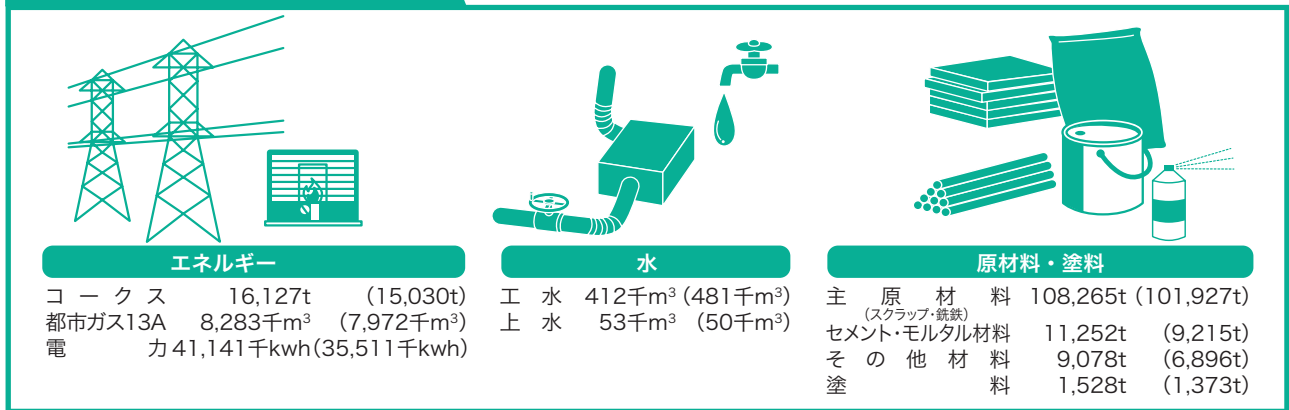 エネルギー
コークス 16,127t (15,030t)
都市ガス13A 8,283千m³ (7,972千m³)
電力 41,141千kwh (35,511千kwh)
水
工水 412千m³ (481千m³)
上水 53千m³ (50千m³)
原材料・塗料
主原材料 108,265t (101,927t)
(スクラップ・銑鉄)
セメント・モルタル材料 11,252t (9,215t)
その他材料 9,078t (6,896t)
塗料 1,528t (1,373t)